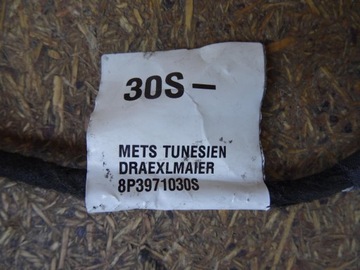 30S-
METS TUNESIEN
DRAEXLMAIER
8P3971030S